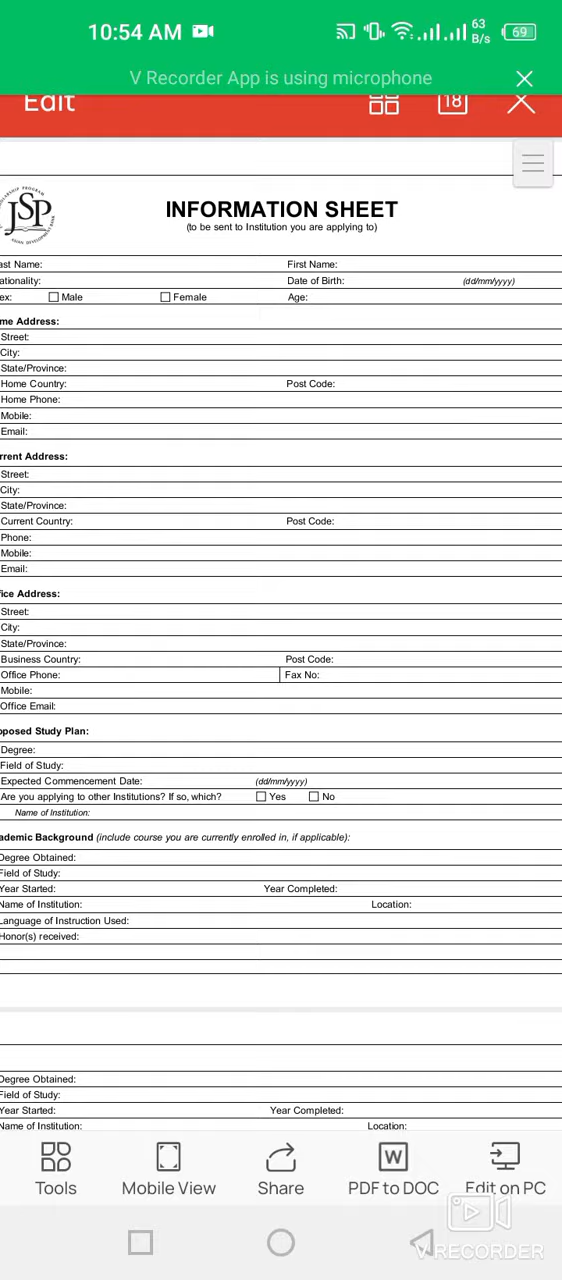 10:54 AM
63
B/s
69
V Recorder App is using microphone
Edit
18
SCHOLARSHIP PROGRAM
JSP
ASIAN DEVELOPMENT BANK
INFORMATION SHEET
(to be sent to Institution you are applying to)
ast Name: First Name:
ationality: Date of Birth: (dd/mm/yyyy)
ex: Male Female Age:
me Address:
Street:
City:
State/Province:
Home Country: Post Code:
Home Phone:
Mobile:
Email:
rrent Address:
Street:
City:
State/Province:
Current Country: Post Code:
Phone:
Mobile:
Email:
fice Address:
Street:
City:
State/Province:
Business Country: Post Code:
Office Phone: Fax No:
Mobile:
Office Email:
oposed Study Plan:
Degree:
Field of Study:
Expected Commencement Date: (dd/mm/yyyy)
Are you applying to other Institutions? If so, which? Yes No
Name of Institution:
ademic Background (include course you are currently enrolled in, if applicable):
Degree Obtained:
Field of Study:
Year Started: Year Completed:
Name of Institution: Location:
Language of Instruction Used:
Honor(s) received:
Degree Obtained:
Field of Study:
Year Started: Year Completed:
Name of Institution: Location:
W
Tools Mobile View Share PDF to DOC Edit on PC
V RECORDER